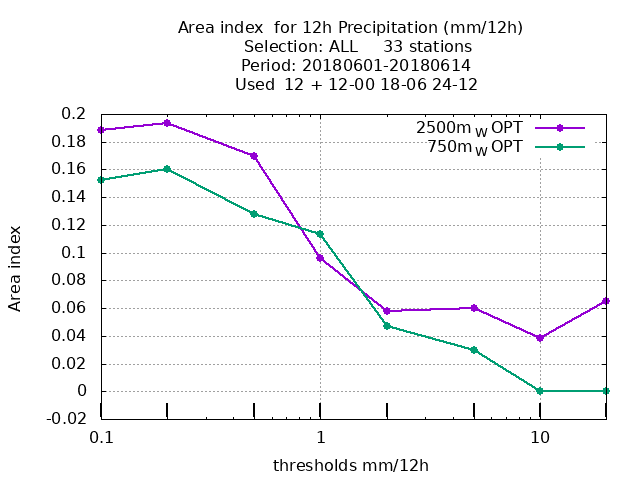 Area index  for 12h Precipitation (mm/12h)
Selection: ALL     33 stations
Period: 20180601-20180614
Used  12 + 12-00 18-06 24-12
2500m W OPT
750m W OPT
0.2
0.18
0.16
0.14
0.12
0.1
0.08
0.06
0.04
0.02
0
-0.02
Area index
0.1 1 10
thresholds mm/12h